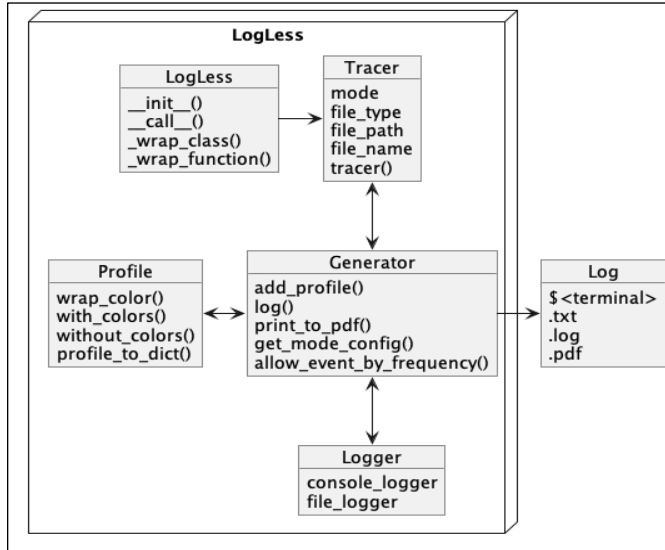 LogLess
LogLess
__init__()
__call__()
_wrap_class()
_wrap_function()
Tracer
mode
file_type
file_path
file_name
tracer()
Profile
wrap_color()
with_colors()
without_colors()
profile_to_dict()
Generator
add_profile()
log()
print_to_pdf()
get_mode_config()
allow_event_by_frequency()
Log
$<terminal>
.txt
.log
.pdf
Logger
console_logger
file_logger